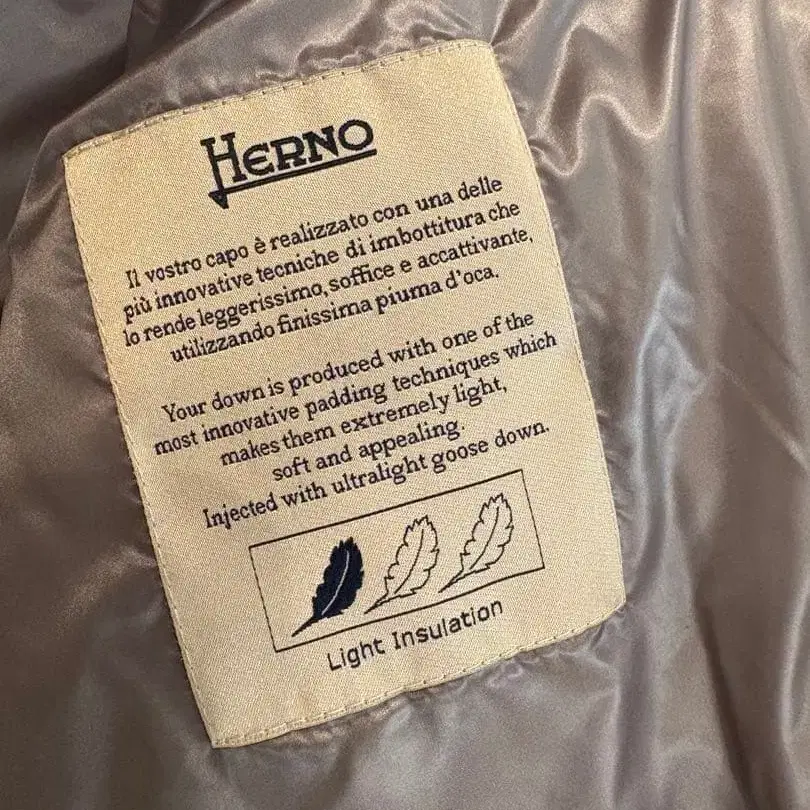 HERNO
Il vostro capo è realizzato con una delle
più innovative tecniche di imbottitura che
lo rende leggerissimo, soffice e accattivante,
utilizzando finissima piuma d'oca.
Your down is produced with one of the
most innovative padding techniques which
makes them extremely light,
soft and appealing.
Injected with ultralight goose down.
Light Insulation